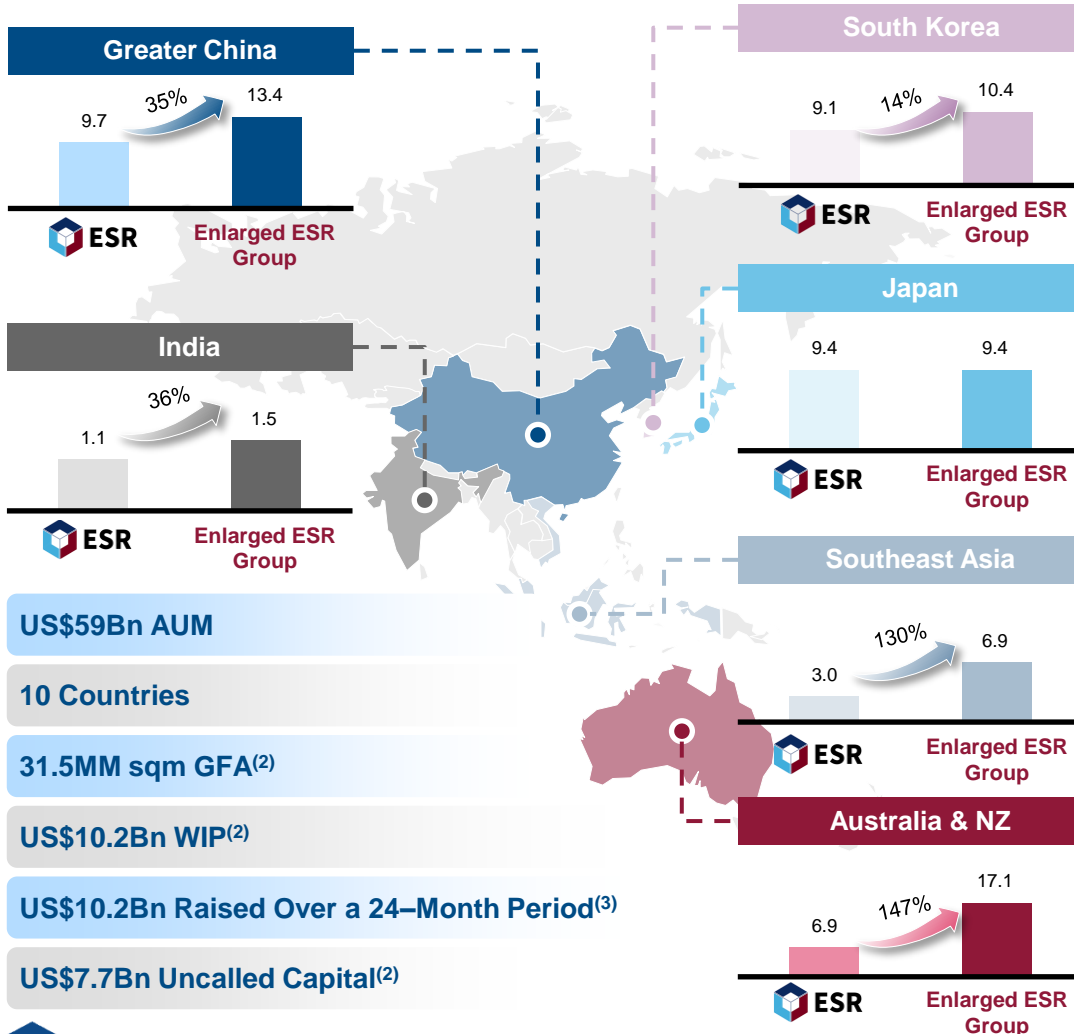 Greater China
35%
9.7
13.4
ESR
Enlarged ESR
Group
South Korea
14%
9.1
10.4
ESR
Enlarged ESR
Group
India
36%
1.1
1.5
ESR
Enlarged ESR
Group
Japan
9.4
9.4
ESR
Enlarged ESR
Group
Southeast Asia
130%
3.0
6.9
ESR
Enlarged ESR
Group
Australia & NZ
147%
6.9
17.1
ESR
Enlarged ESR
Group
US$59Bn AUM
10 Countries
31.5MM sqm GFA(2)
US$10.2Bn WIP(2)
US$10.2Bn Raised Over a 24–Month Period(3)
US$7.7Bn Uncalled Capital(2)